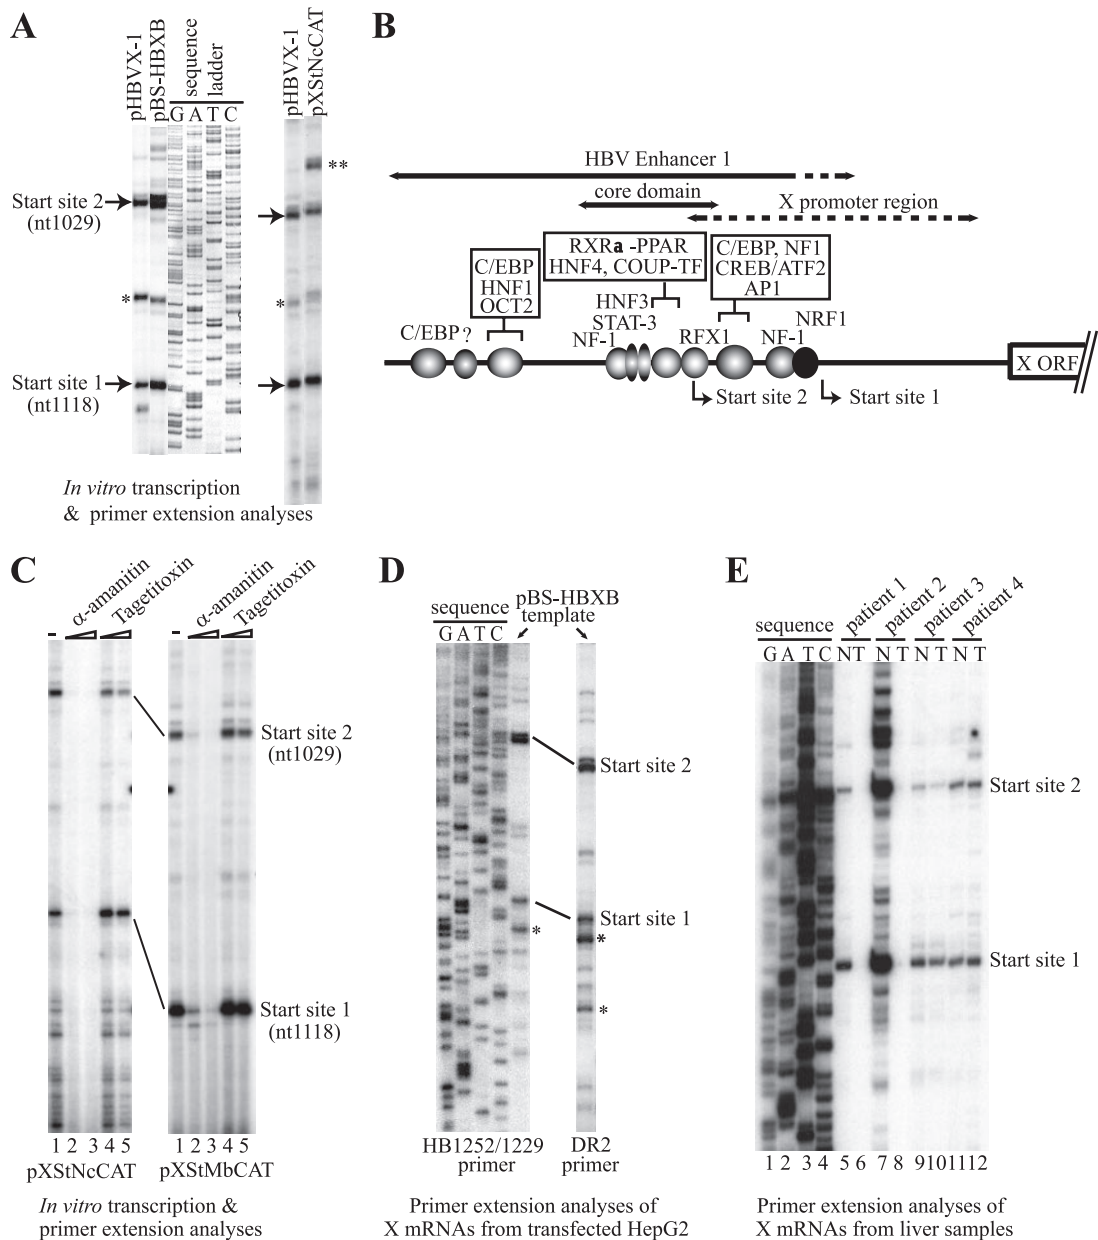 A
pHBVX-1
pBS-HBXB
sequence
ladder
G A T C
pHBVX-1
pXStNcCAT
**
Start site 2
(nt1029)
*
*
Start site 1
(nt1118)
In vitro transcription
& primer extension analyses
B
HBV Enhancer 1
core domain
X promoter region
RXRa -PPAR
HNF4, COUP-TF
C/EBP, NF1
CREB/ATF2
AP1
C/EBP
HNF1
OCT2
HNF3
STAT-3
C/EBP ?
NF-1
RFX1
NF-1
NRF1
X ORF
Start site 2
Start site 1
C
α-amanitin
Tagetitoxin
α-amanitin
Tagetitoxin
- -
Start site 2
(nt1029)
Start site 1
(nt1118)
1 2 3 4 5
1 2 3 4 5
pXStNcCAT
pXStMbCAT
In vitro transcription &
primer extension analyses
D
pBS-HBXB
template
sequence
G A T C
Start site 2
Start site 1
*
*
*
HB1252/1229
primer
DR2
primer
Primer extension analyses of
X mRNAs from transfected HepG2
E
patient 1
patient 2
patient 3
patient 4
sequence
G A T C N T N T N T N T
Start site 2
Start site 1
1 2 3 4 5 6 7 8 9 10 11 12
Primer extension analyses of
X mRNAs from liver samples